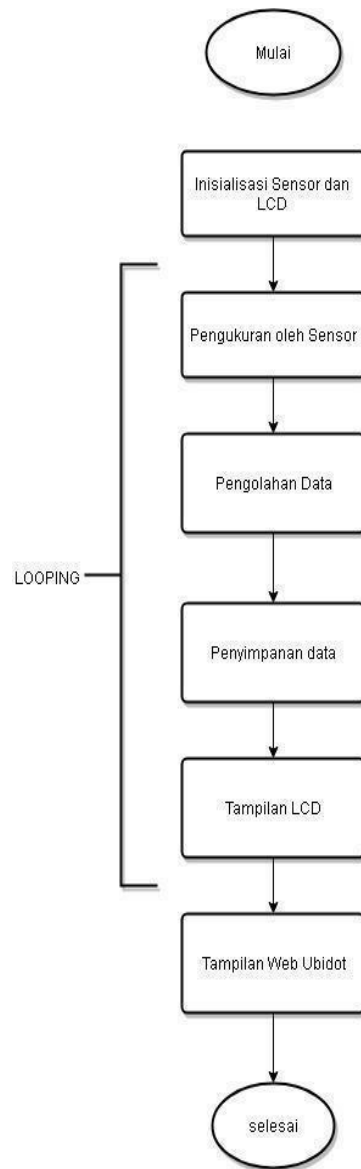 Mulai
Inisialisasi Sensor dan
LCD
Pengukuran oleh Sensor
Pengolahan Data
LOOPING
Penyimpanan data
Tampilan LCD
Tampilan Web Ubidot
selesai